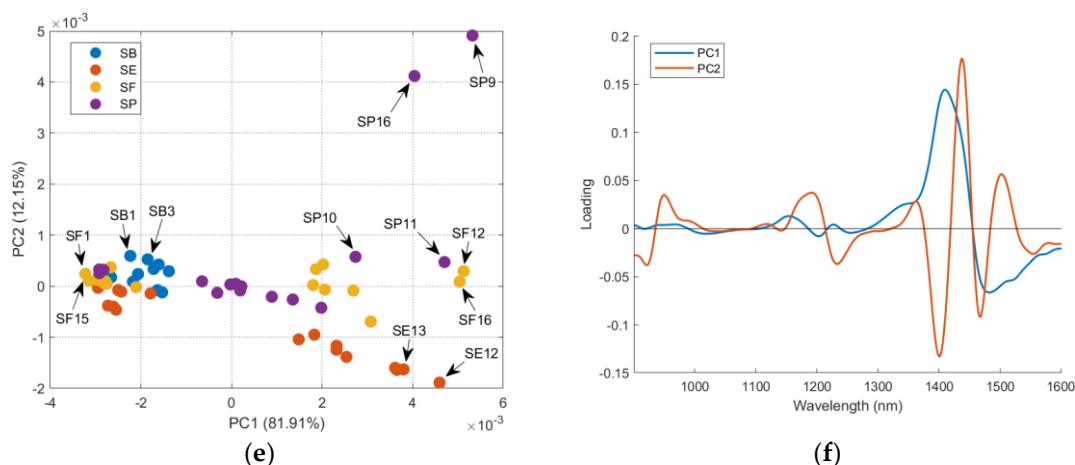 × 10⁻³
5
4
3
2
1
0
-1
-2
PC2 (12.15%)
SB
SE
SF
SP
SP9
SP16
SF1
SB1
SB3
SP10
SP11
SF12
SF15
SF16
SE13
SE12
-4
-2
0
2
4
6
PC1 (81.91%)
× 10⁻³
(e)
0.2
0.15
0.1
0.05
0
-0.05
-0.1
-0.15
Loading
PC1
PC2
1000
1100
1200
1300
1400
1500
1600
Wavelength (nm)
(f)